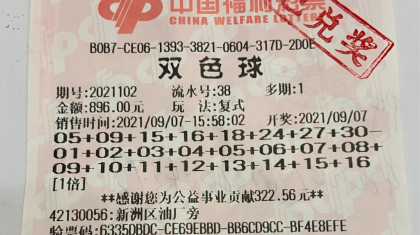 中国福利彩票
CHINA WELFARE LOTTERY
兑奖
B0B7-CE06-1393-3821-0604-317D-2D0E
双色球
期号:2021102 流水号:38 多期:1
金额:896.00元 玩 法:复式
销售时间:2021/09/07-15:58:02 开奖:2021/09/07
05+09+15+16+18+24+27+30—
01+02+03+04+05+06+07+08+
09+10+11+12+13+14+15+16
[1倍]
**感谢您为公益事业贡献322.56元**
42130056:新洲区油厂旁
验票码:6335DBDC-CE69EBBD-BB6CD9CC-BF4E8EFE